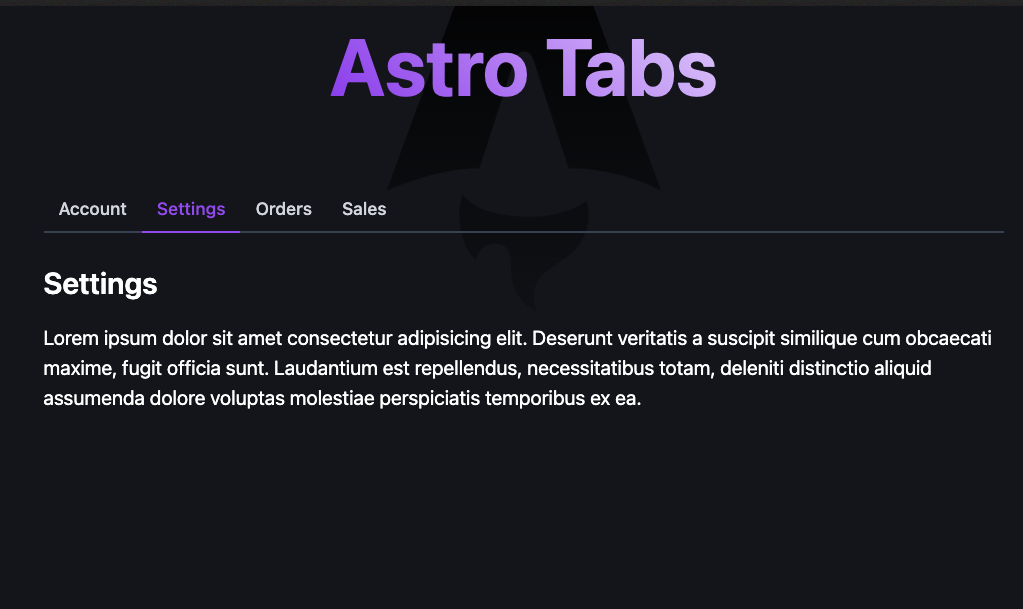 Astro Tabs
Account Settings Orders Sales
Settings
Lorem ipsum dolor sit amet consectetur adipisicing elit. Deserunt veritatis a suscipit similique cum obcaecati
maxime, fugit officia sunt. Laudantium est repellendus, necessitatibus totam, deleniti distinctio aliquid
assumenda dolore voluptas molestiae perspiciatis temporibus ex ea.